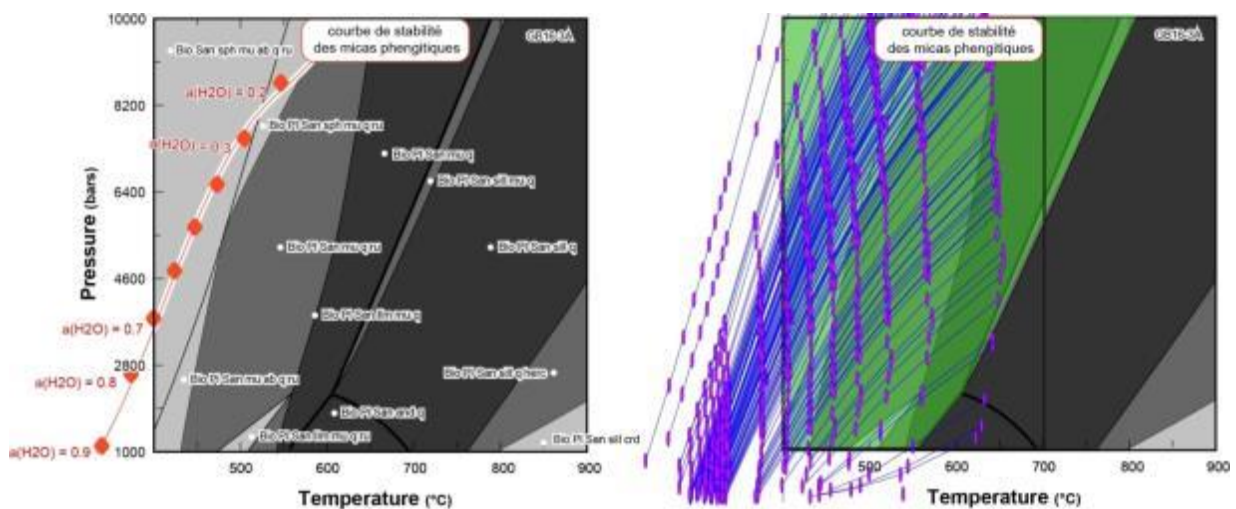 courbe de stabilité
des micas phengitiques
GB16-3A
Bio San sph mu ab q ru
a(H2O) = 0.2
8200
Bio Pl San sph mu q ru
a(H2O) = 0.3
Bio Pl San mu q
6400
Bio Pl San sill mu q
Bio Pl San mu q ru
Bio Pl San sill q
Pressure (bars)
4600
a(H2O) = 0.7
Bio Pl San ilm mu q
2800
a(H2O) = 0.8
Bio Pl San mu ab q ru
Bio Pl San sill q herc
Bio Pl San and q
Bio Pl San ilm mu q ru
Bio Pl San sill crd
1000
a(H2O) = 0.9
500 600 700 800 900
Temperature (°C)
courbe de stabilité
des micas phengitiques
GB16-3A
500 600 700 800 900
Temperature (°C)